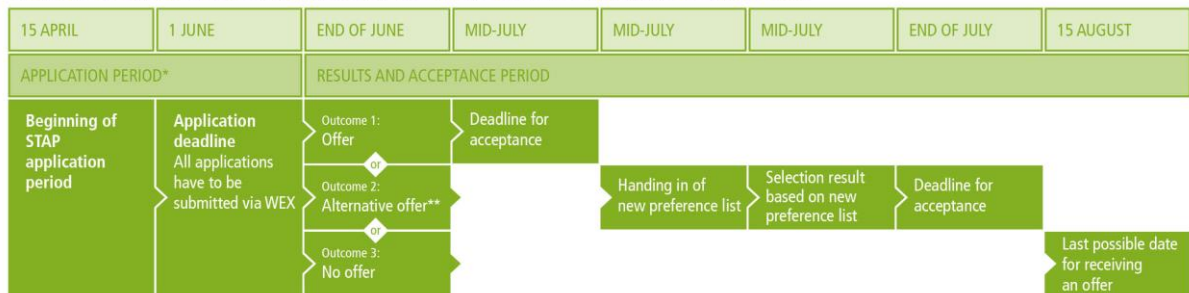 15 APRIL
1 JUNE
END OF JUNE
MID-JULY
MID-JULY
MID-JULY
END OF JULY
15 AUGUST
APPLICATION PERIOD*
RESULTS AND ACCEPTANCE PERIOD
Beginning of
STAP
application
period
Application
deadline
All applications
have to be
submitted via WEX
Outcome 1:
Offer
or
Outcome 2:
Alternative offer**
or
Outcome 3:
No offer
Deadline for
acceptance
Handing in of
new preference list
Selection result
based on new
preference list
Deadline for
acceptance
Last possible date
for receiving
an offer